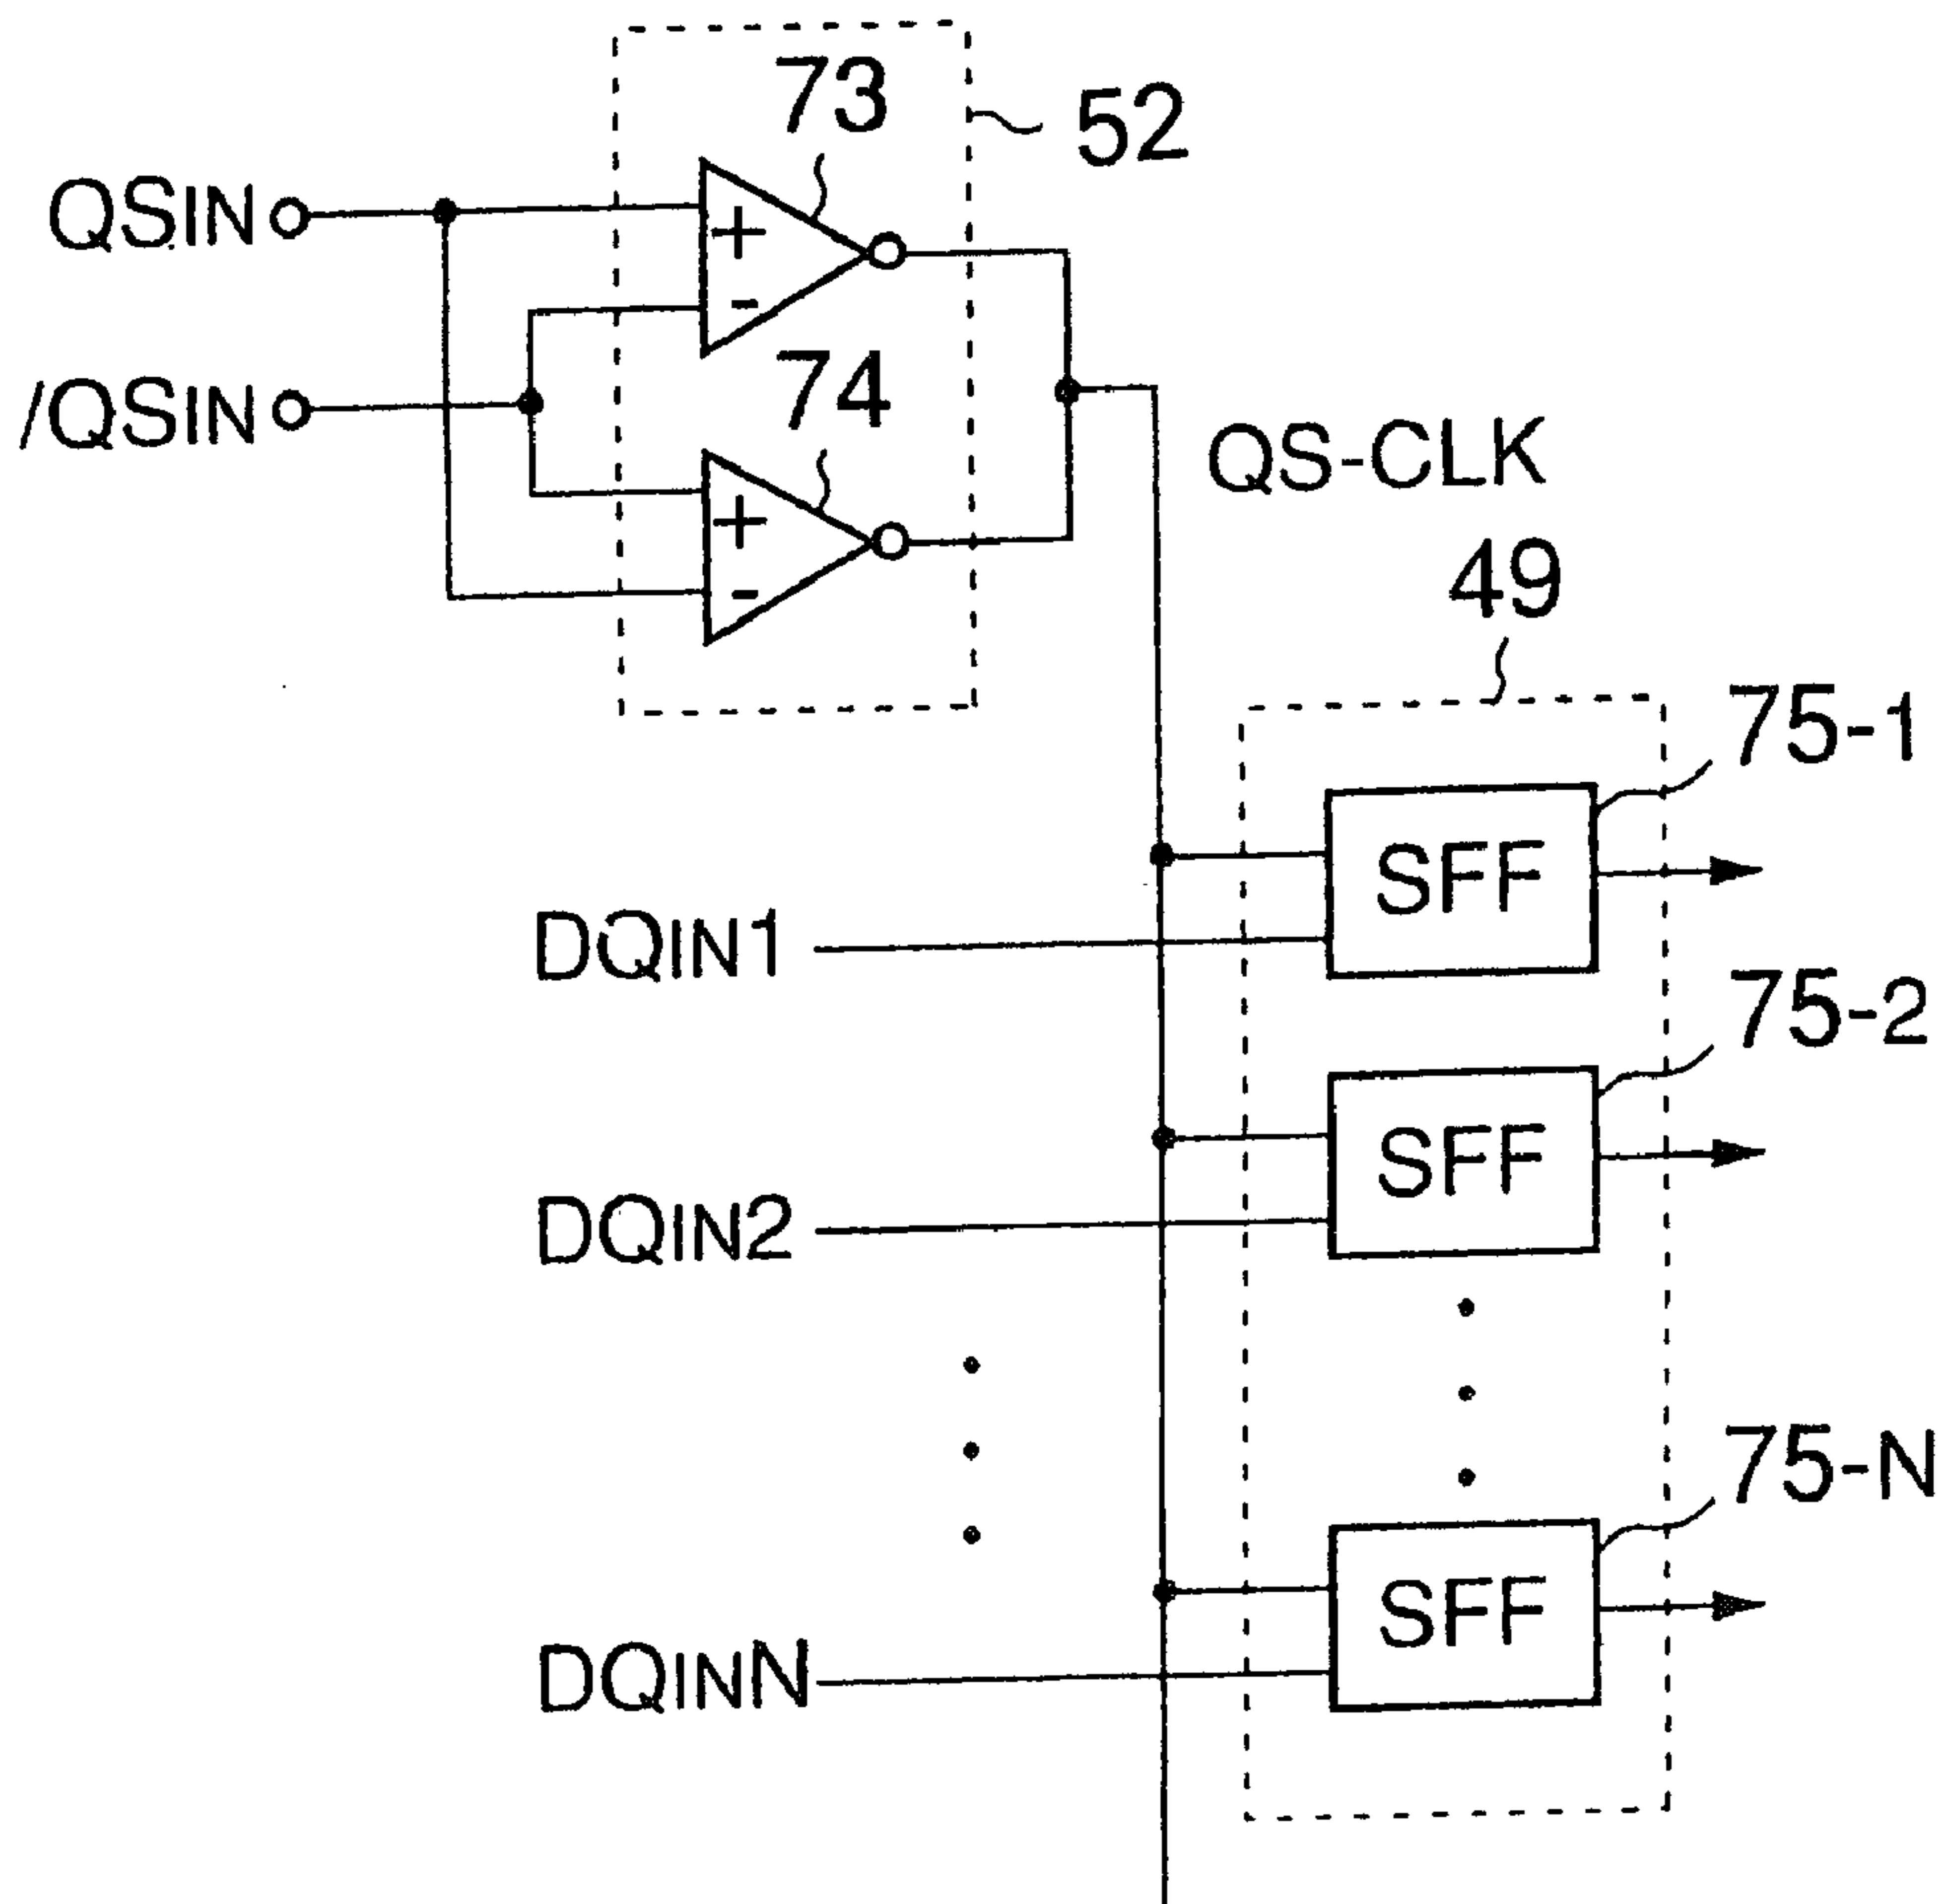 73
52
QSIN
+
-
/QSIN
74
+
-
QS-CLK
49
75-1
SFF
DQIN1
75-2
SFF
DQIN2
75-N
SFF
DQINN